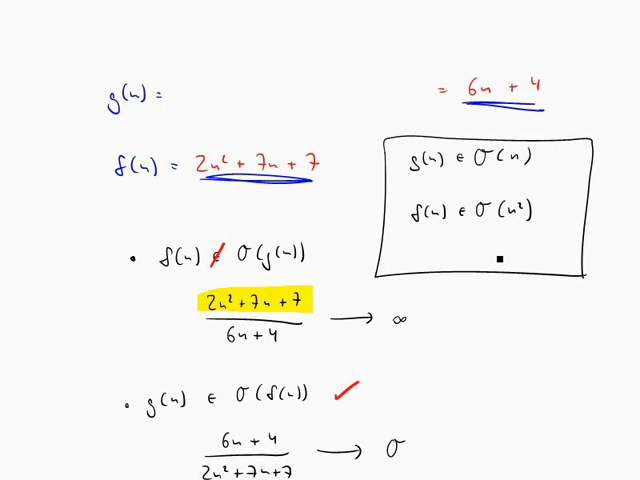 g(n) = = 6n + 4
f(n) = 2n² + 7n + 7
g(n) ∈ O(n)
f(n) ∈ O(n²)
• f(n) ∉ O(g(n))
2n² + 7n + 7
6n + 4
⟶ ∞
• g(n) ∈ O(f(n)) ✓
6n + 4
2n² + 7n + 7
⟶ 0